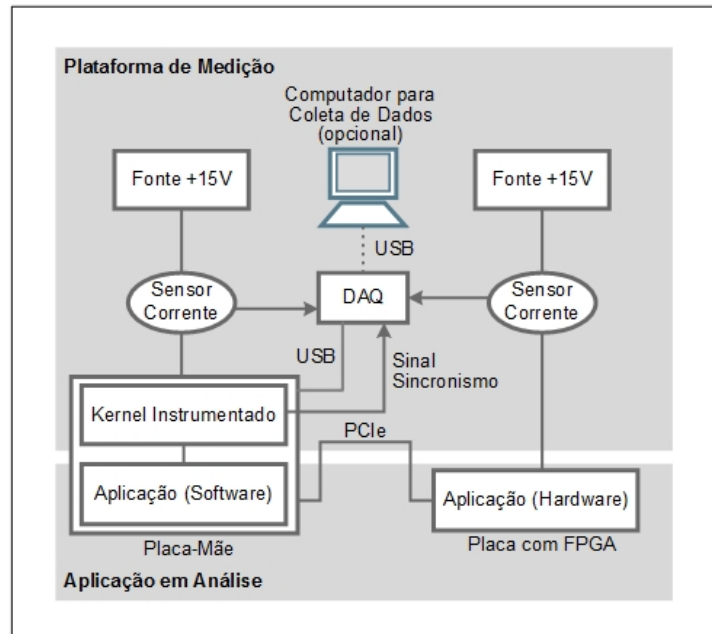 Plataforma de Medição
Computador para
Coleta de Dados
(opcional)
Fonte +15V
Fonte +15V
USB
Sensor
Corrente
DAQ
Sensor
Corrente
USB
Sinal
Sincronismo
Kernel Instrumentado
PCIe
Aplicação (Software)
Aplicação (Hardware)
Placa-Mãe
Placa com FPGA
Aplicação em Análise